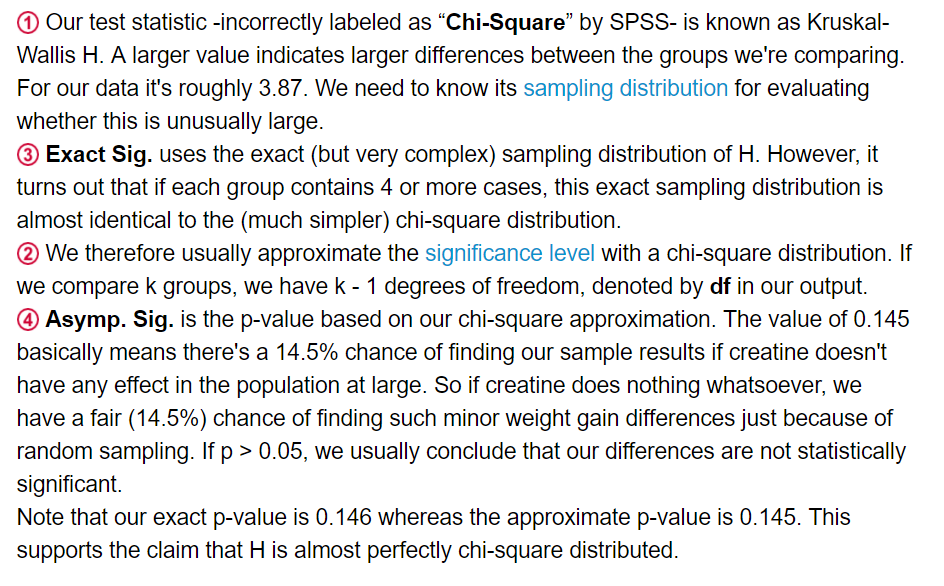 ① Our test statistic -incorrectly labeled as “Chi-Square” by SPSS- is known as Kruskal-
Wallis H. A larger value indicates larger differences between the groups we're comparing.
For our data it's roughly 3.87. We need to know its sampling distribution for evaluating
whether this is unusually large.
③ Exact Sig. uses the exact (but very complex) sampling distribution of H. However, it
turns out that if each group contains 4 or more cases, this exact sampling distribution is
almost identical to the (much simpler) chi-square distribution.
② We therefore usually approximate the significance level with a chi-square distribution. If
we compare k groups, we have k - 1 degrees of freedom, denoted by df in our output.
④ Asymp. Sig. is the p-value based on our chi-square approximation. The value of 0.145
basically means there's a 14.5% chance of finding our sample results if creatine doesn't
have any effect in the population at large. So if creatine does nothing whatsoever, we
have a fair (14.5%) chance of finding such minor weight gain differences just because of
random sampling. If p > 0.05, we usually conclude that our differences are not statistically
significant.
Note that our exact p-value is 0.146 whereas the approximate p-value is 0.145. This
supports the claim that H is almost perfectly chi-square distributed.